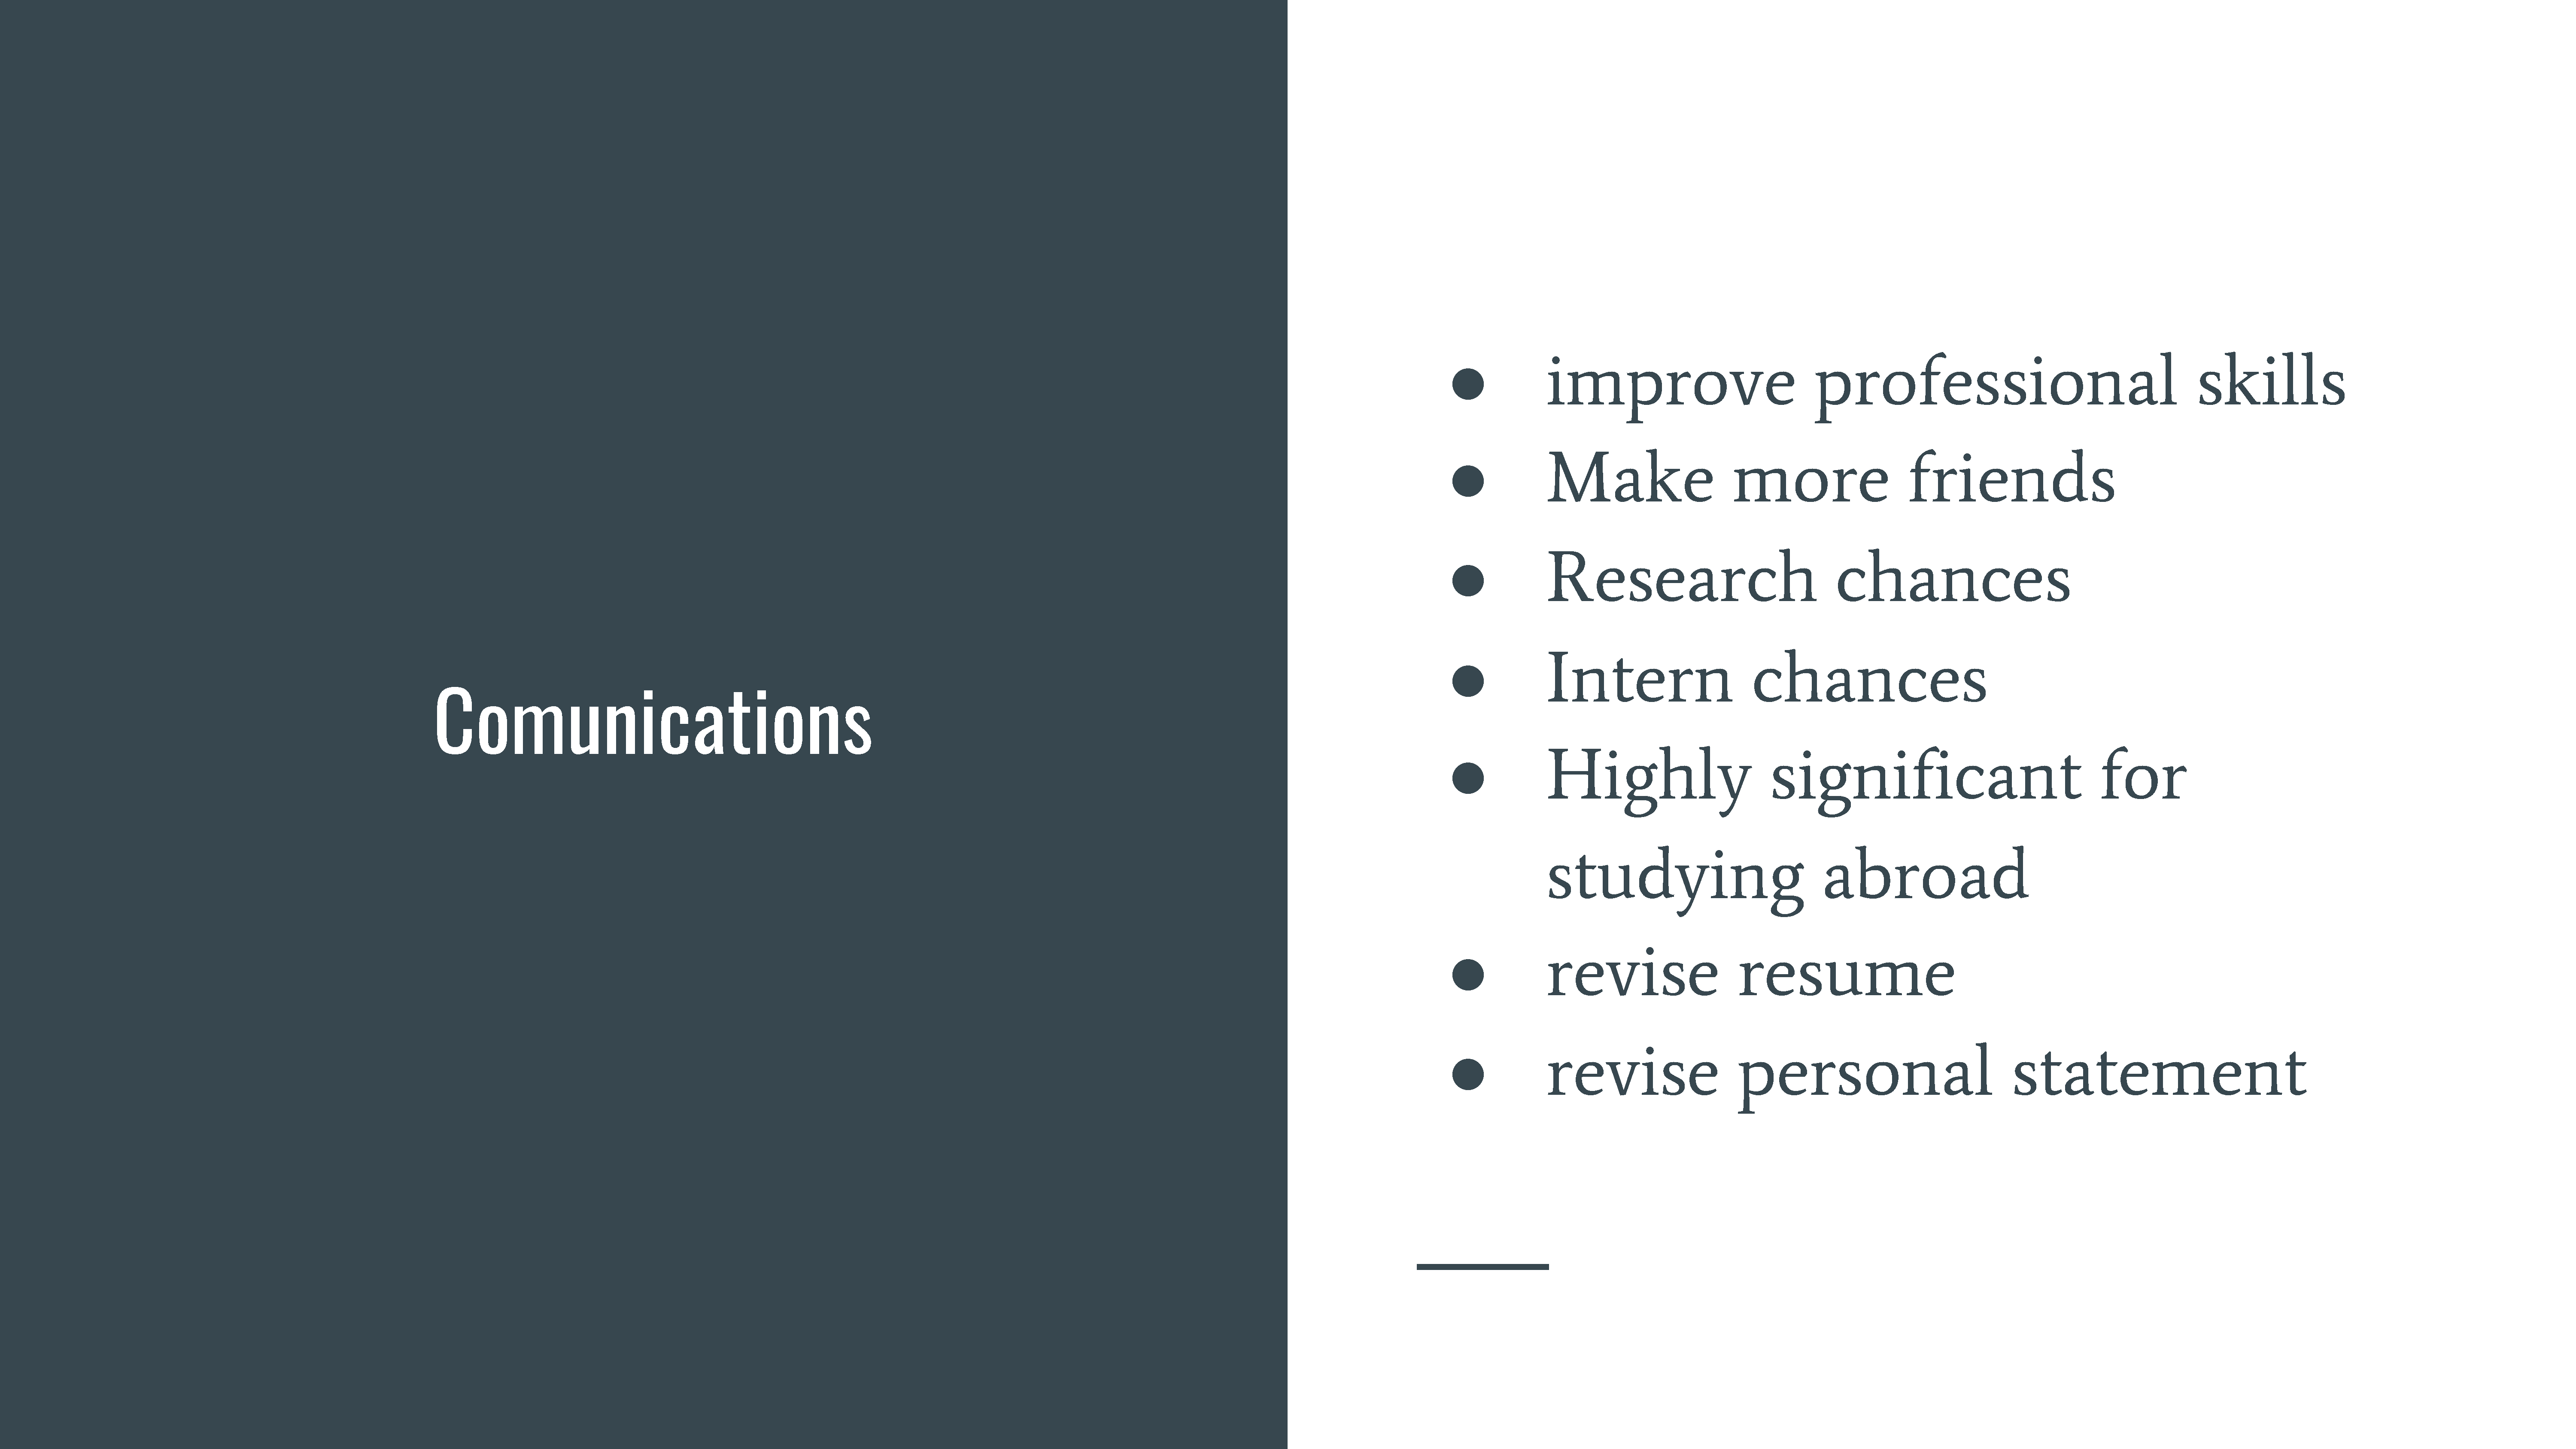 Comunications
● improve professional skills
● Make more friends
● Research chances
● Intern chances
● Highly significant for
studying abroad
● revise resume
● revise personal statement